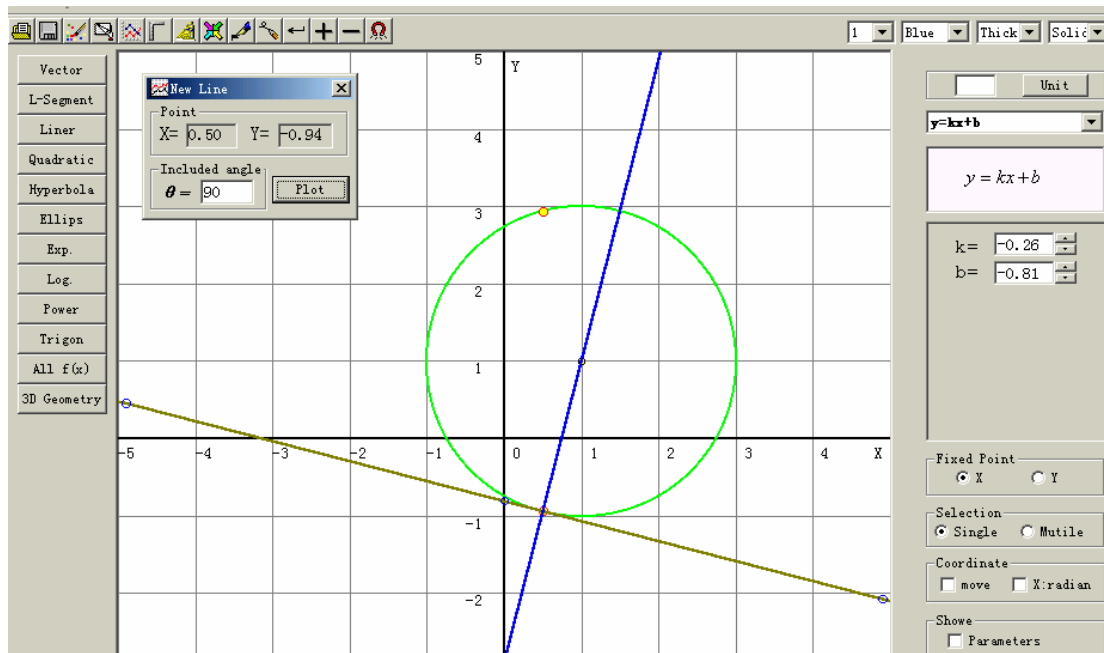 1 Blue Thick Solid
Vector
L-Segment
Liner
Quadratic
Hyperbola
Ellips
Exp.
Log.
Power
Trigon
All f(x)
3D Geometry
New Line
Point
X= 0.50 Y= -0.94
Included angle
θ = 90 Plot
Y
5
4
3
2
1
-5 -4 -3 -2 -1 0 1 2 3 4 X
-1
-2
Unit
y=kx+b
y = kx + b
k= -0.26
b= -0.81
Fixed Point
X Y
Selection
Single Mutile
Coordinate
move X:radian
Showe
Parameters